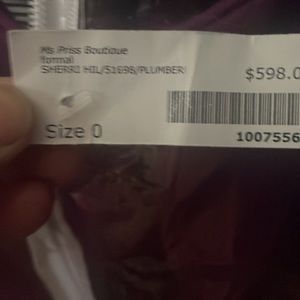 Ms Priss Boutique
formal
SHERRI HIL/51698/PLUMBER
$598.0
Size 0
1007556